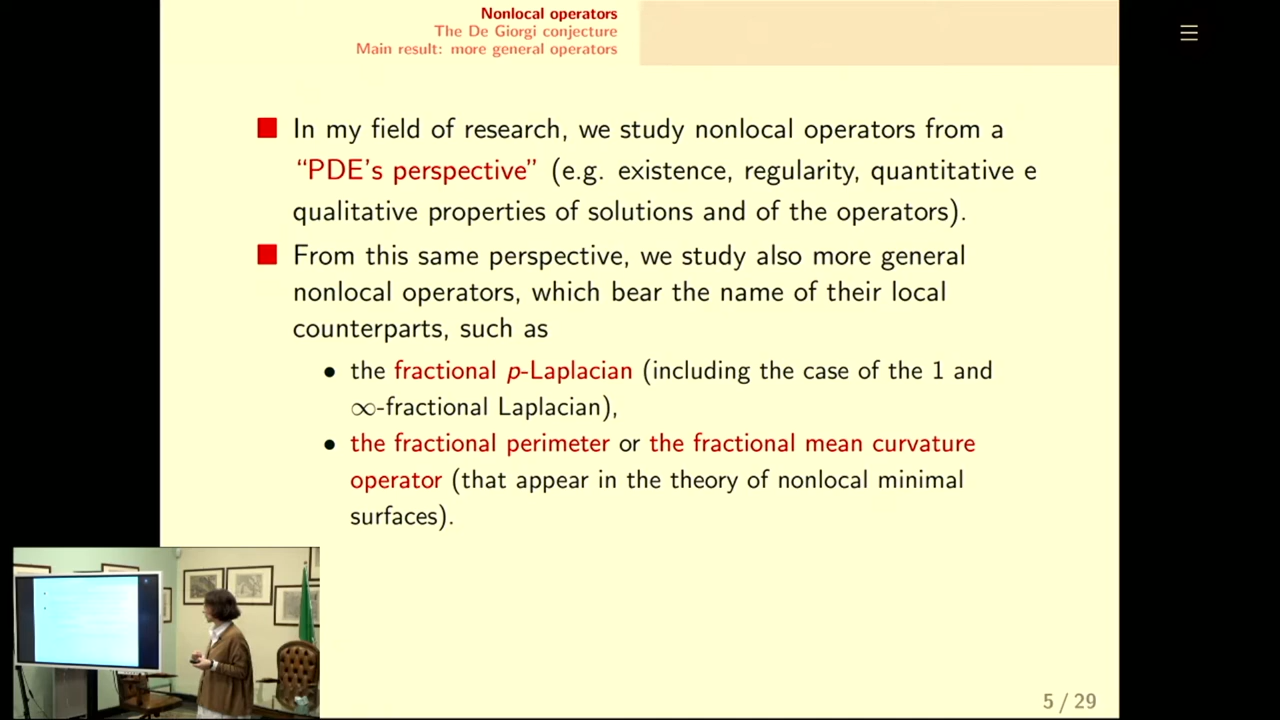 Nonlocal operators
The De Giorgi conjecture
Main result: more general operators
■ In my field of research, we study nonlocal operators from a
“PDE’s perspective” (e.g. existence, regularity, quantitative e
qualitative properties of solutions and of the operators).
■ From this same perspective, we study also more general
nonlocal operators, which bear the name of their local
counterparts, such as
• the fractional p-Laplacian (including the case of the 1 and
∞-fractional Laplacian),
• the fractional perimeter or the fractional mean curvature
operator (that appear in the theory of nonlocal minimal
surfaces).
5 / 29